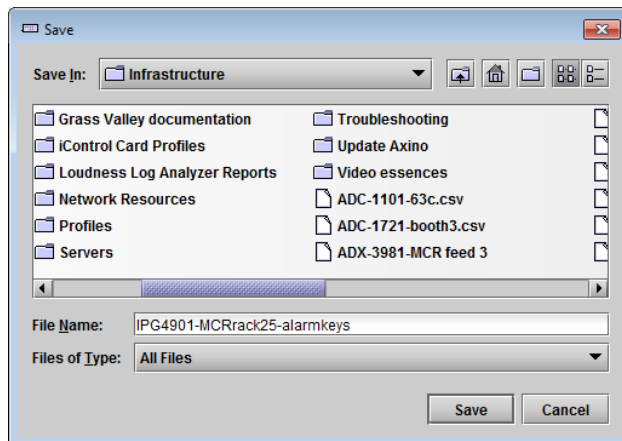 Save
Save In: Infrastructure
Grass Valley documentation
iControl Card Profiles
Loudness Log Analyzer Reports
Network Resources
Profiles
Servers
Troubleshooting
Update Axino
Video essences
ADC-1101-63c.csv
ADC-1721-booth3.csv
ADX-3981-MCR feed 3
File Name: IPG4901-MCRrack25-alarmkeys
Files of Type: All Files
Save Cancel